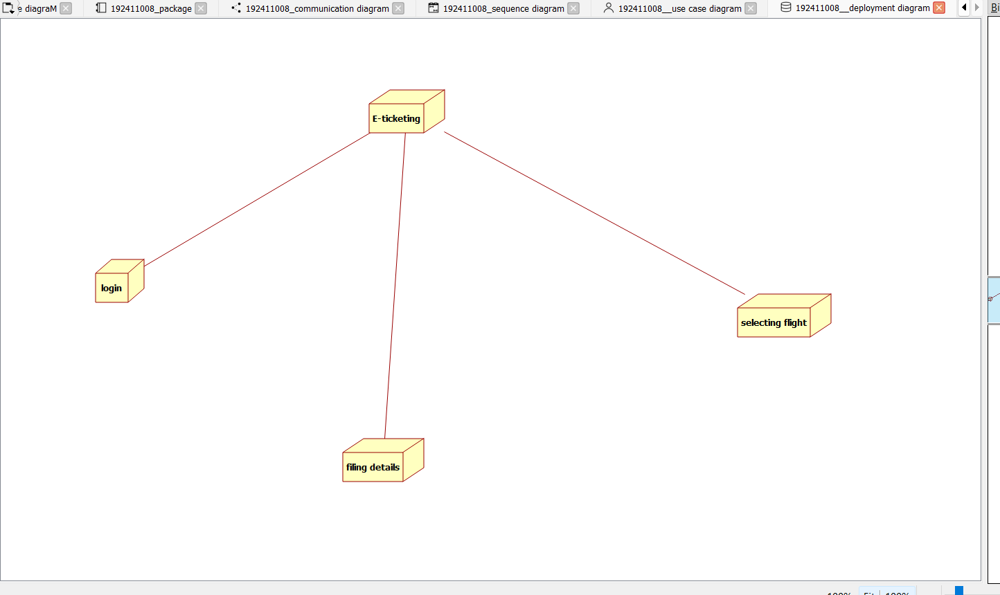 e diagraM
192411008_package
192411008_communication diagram
192411008_sequence diagram
192411008__use case diagram
192411008__deployment diagram
E-ticketing
login
selecting flight
filing details